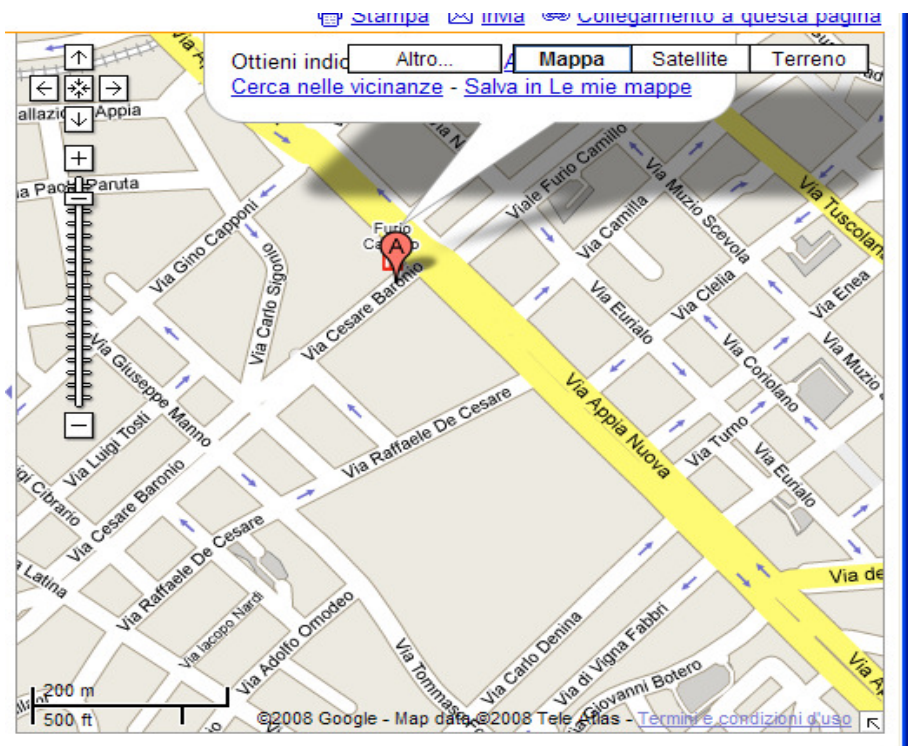 Stampa Invia Collegamento a questa pagina
Ottieni indic
Altro...
Mappa
Satellite
Terreno
Cerca nelle vicinanze - Salva in Le mie mappe
Appia
Paruta
Via Gino Capponi
Via Carlo Sigonio
Furio
A
Viale Furio Camillo
Via Camilla
Via Muzio Scevola
Via Tuscolan
Via Clelia
Via Enea
Via Eurialo
Via Coriolano
Via Muzio
Via Cesare Baronio
Via Giuseppe Manno
Via Luigi Tosti
Via Raffaele De Cesare
Via Appia Nuova
Via Turno
Via Eurialo
Cibrario
Via Cesare Baronio
Latina
Via Raffaele De Cesare
Via Iacopo Nardi
Via Adolfo Omodeo
Via Tommas
Via Carlo Denina
Via di Vigna Fabbri
Giovanni Botero
Via de
Via A
200 m
500 ft
©2008 Google - Map data ©2008 Tele Atlas - Termini e condizioni d'uso